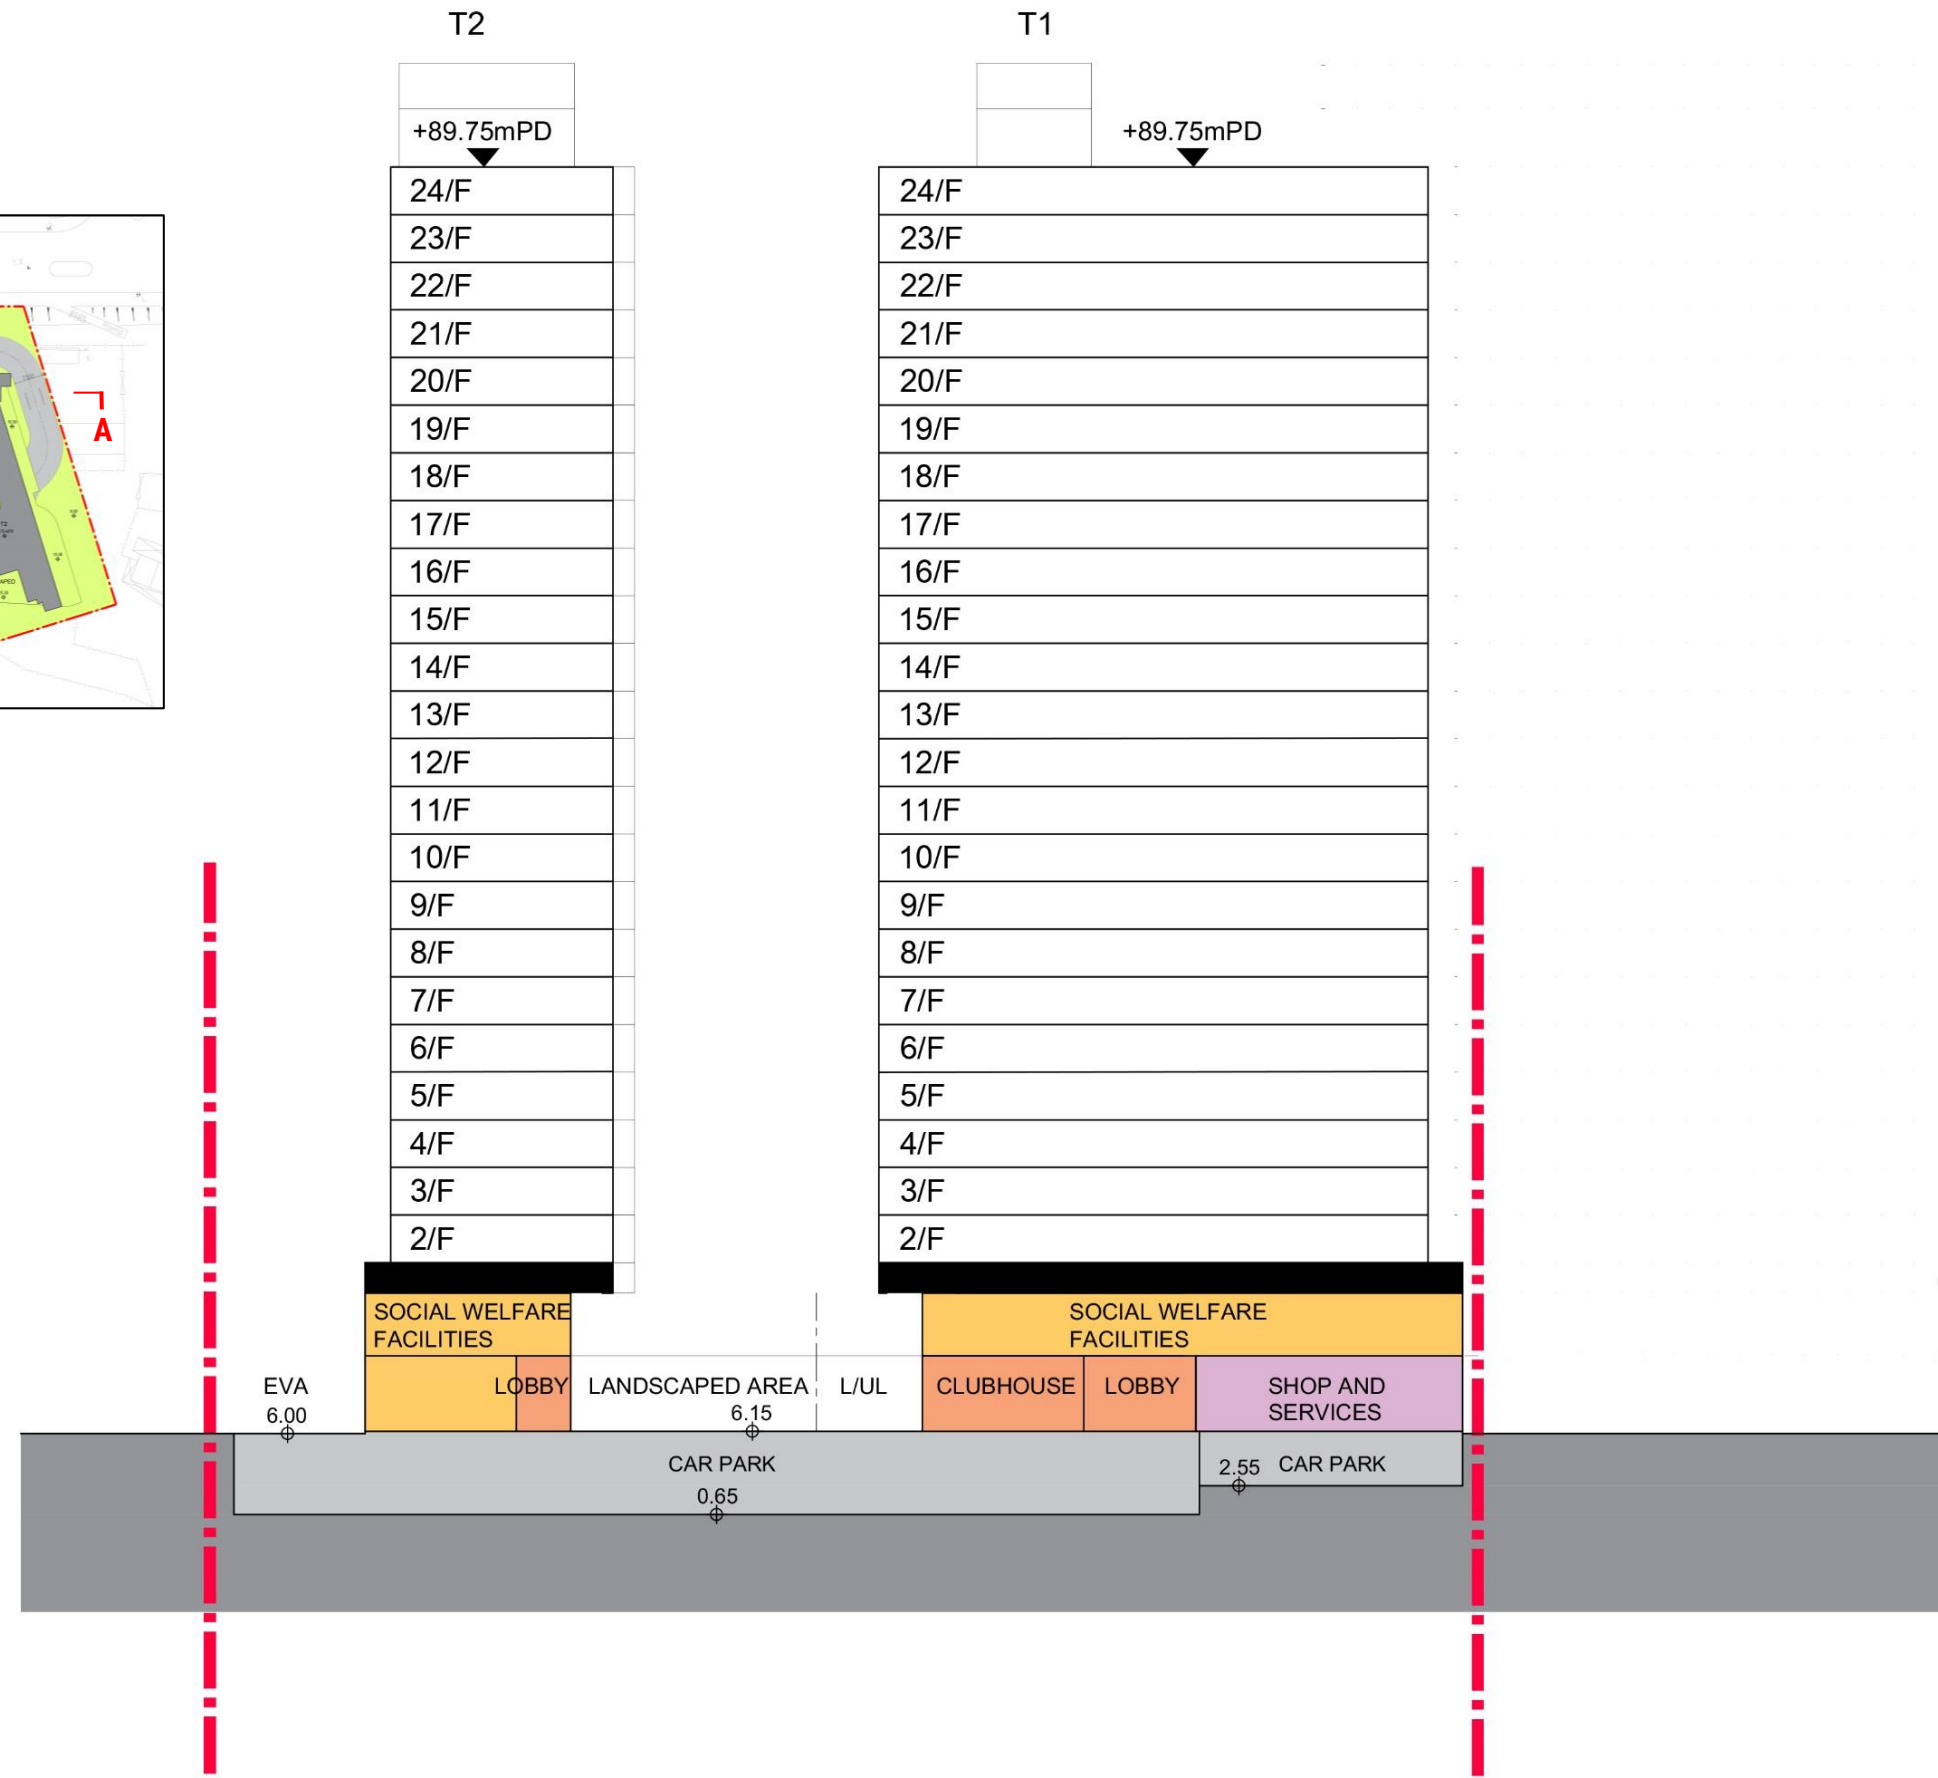 T2
T1
+89.75mPD
+89.75mPD
24/F
24/F
23/F
23/F
22/F
22/F
21/F
21/F
20/F
20/F
19/F
19/F
18/F
18/F
17/F
17/F
16/F
16/F
15/F
15/F
14/F
14/F
13/F
13/F
12/F
12/F
11/F
11/F
10/F
10/F
9/F
9/F
8/F
8/F
7/F
7/F
6/F
6/F
5/F
5/F
4/F
4/F
3/F
3/F
2/F
2/F
A
T2
SOCIAL WELFARE
FACILITIES
SOCIAL WELFARE
FACILITIES
EVA
6.00
LOBBY
LANDSCAPED AREA
6.15
L/UL
CLUBHOUSE
LOBBY
SHOP AND
SERVICES
CAR PARK
0.65
2.55
CAR PARK